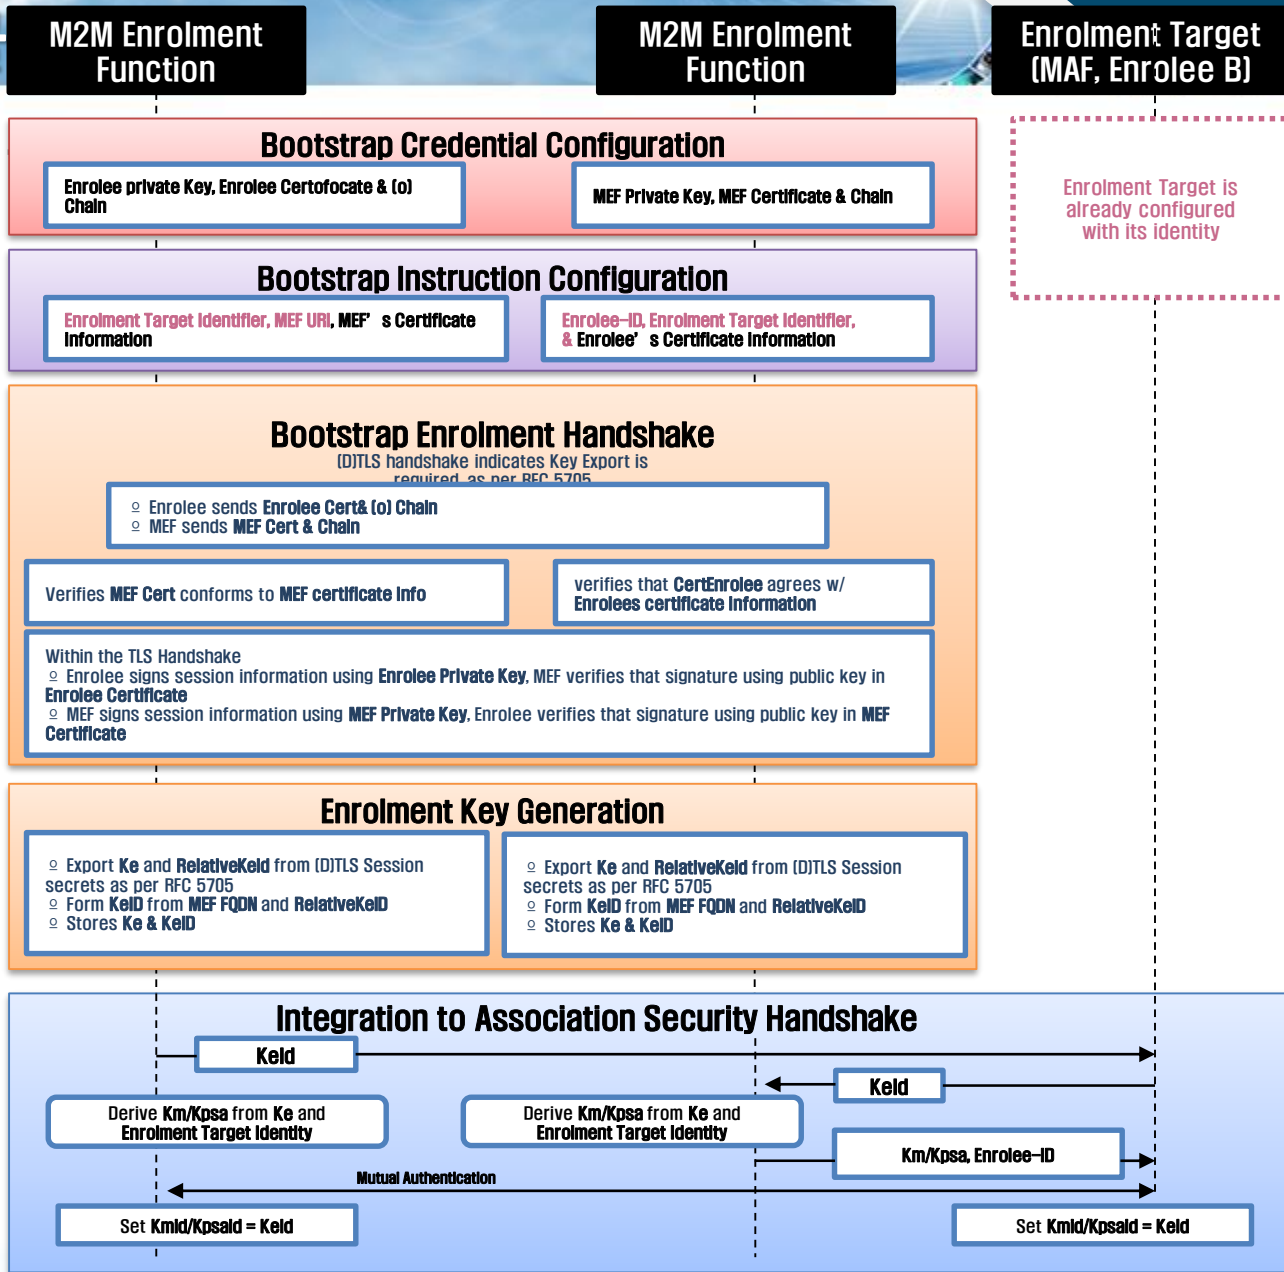 M2M Enrolment
Function
M2M Enrolment
Function
Enrolment Target
(MAF, Enrolee B)
Bootstrap Credential Configuration
Enrolee private Key, Enrolee Certofocate & (o)
Chain
MEF Private Key, MEF Certificate & Chain
Enrolment Target is
already configured
with its identity
Bootstrap Instruction Configuration
Enrolment Target Identifier, MEF URI, MEF’ s Certificate
Information
Enrolee-ID, Enrolment Target Identifier,
& Enrolee’ s Certificate Information
Bootstrap Enrolment Handshake
(D)TLS handshake indicates Key Export is
required, as per RFC 5705
o Enrolee sends Enrolee Cert& (o) Chain
o MEF sends MEF Cert & Chain
Verifies MEF Cert conforms to MEF certificate Info
verifies that CertEnrolee agrees w/
Enrolees certificate Information
Within the TLS Handshake
o Enrolee signs session information using Enrolee Private Key, MEF verifies that signature using public key in
Enrolee Certificate
o MEF signs session information using MEF Private Key, Enrolee verifies that signature using public key in MEF
Certificate
Enrolment Key Generation
o Export Ke and RelativeKeId from (D)TLS Session
secrets as per RFC 5705
o Form KeID from MEF FQDN and RelativeKeID
o Stores Ke & KeID
o Export Ke and RelativeKeId from (D)TLS Session
secrets as per RFC 5705
o Form KeID from MEF FQDN and RelativeKeID
o Stores Ke & KeID
Integration to Association Security Handshake
KeId
KeId
Derive Km/Kpsa from Ke and
Enrolment Target Identity
Derive Km/Kpsa from Ke and
Enrolment Target Identity
Km/Kpsa, Enrolee-ID
Mutual Authentication
Set KmId/KpsaId = KeId
Set KmId/KpsaId = KeId